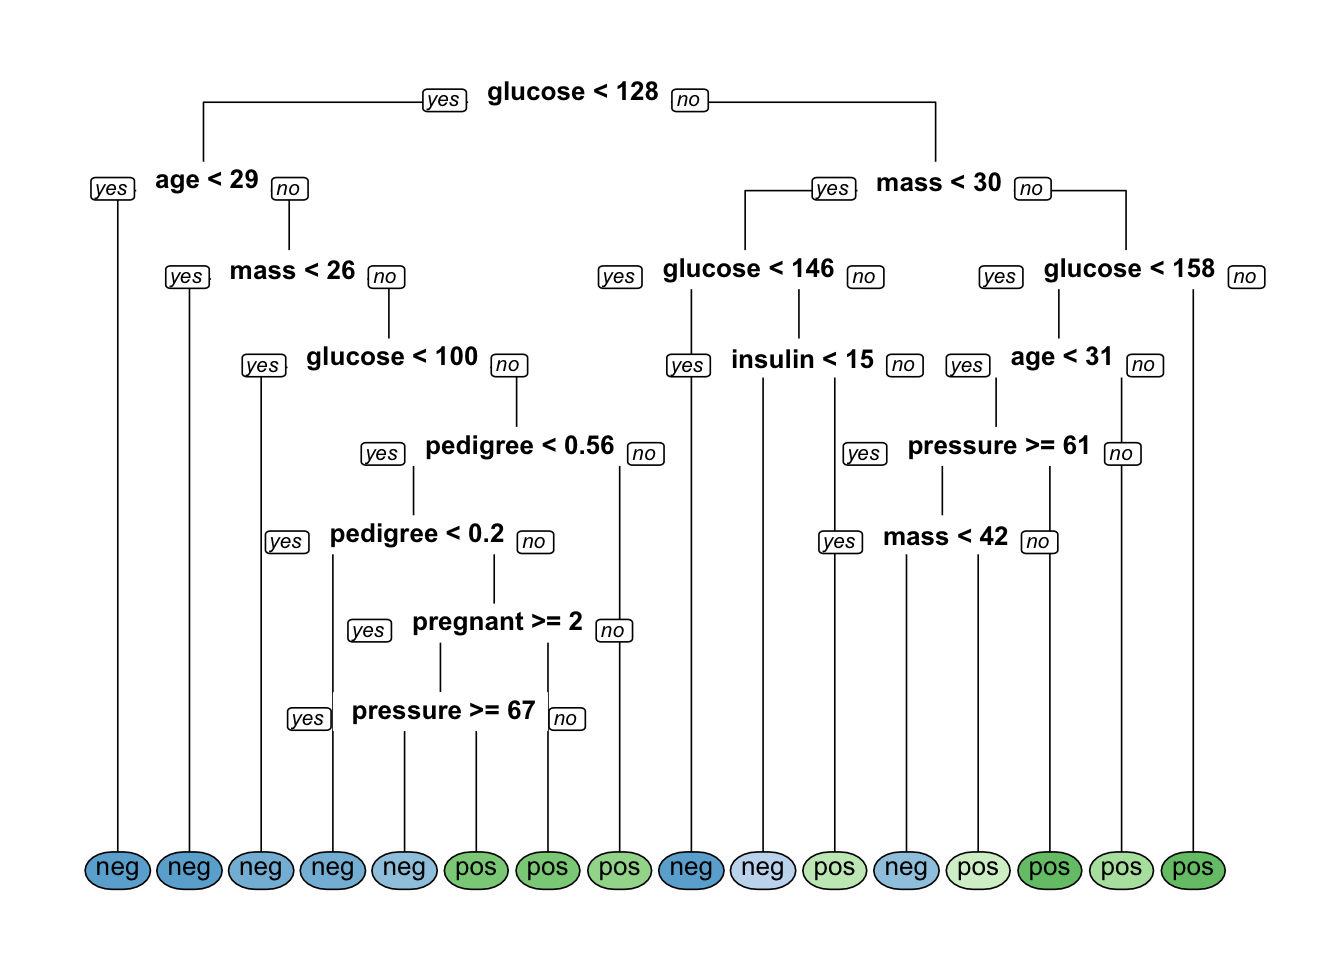 yes glucose < 128 no
yes age < 29 no yes mass < 30 no
yes mass < 26 no yes glucose < 146 no yes glucose < 158 no
yes glucose < 100 no yes insulin < 15 no yes age < 31 no
yes pedigree < 0.56 no yes pressure >= 61 no
yes pedigree < 0.2 no yes mass < 42 no
yes pregnant >= 2 no
yes pressure >= 67 no
neg neg neg neg neg pos pos pos neg neg pos neg pos pos pos pos